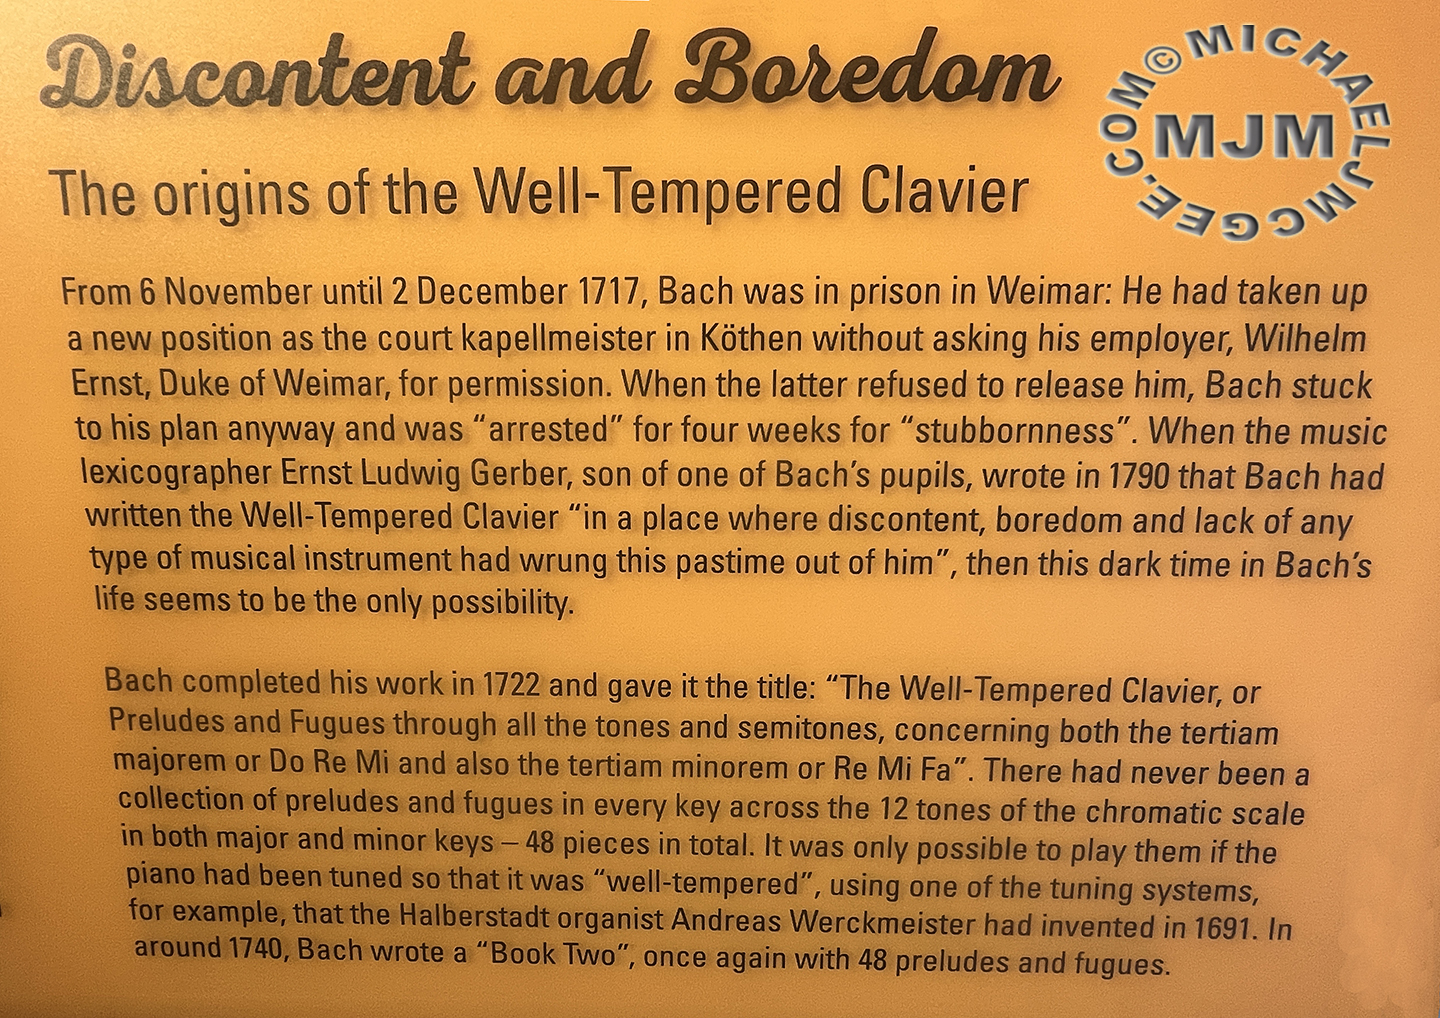 Discontent and Boredom
©MICHAELJMCGEE.COM
MJM
The origins of the Well-Tempered Clavier
From 6 November until 2 December 1717, Bach was in prison in Weimar: He had taken up
a new position as the court kapellmeister in Köthen without asking his employer, Wilhelm
Ernst, Duke of Weimar, for permission. When the latter refused to release him, Bach stuck
to his plan anyway and was “arrested” for four weeks for “stubbornness”. When the music
lexicographer Ernst Ludwig Gerber, son of one of Bach’s pupils, wrote in 1790 that Bach had
written the Well-Tempered Clavier “in a place where discontent, boredom and lack of any
type of musical instrument had wrung this pastime out of him”, then this dark time in Bach’s
life seems to be the only possibility.
Bach completed his work in 1722 and gave it the title: “The Well-Tempered Clavier, or
Preludes and Fugues through all the tones and semitones, concerning both the tertiam
majorem or Do Re Mi and also the tertiam minorem or Re Mi Fa”. There had never been a
collection of preludes and fugues in every key across the 12 tones of the chromatic scale
in both major and minor keys – 48 pieces in total. It was only possible to play them if the
piano had been tuned so that it was “well-tempered”, using one of the tuning systems,
for example, that the Halberstadt organist Andreas Werckmeister had invented in 1691. In
around 1740, Bach wrote a “Book Two”, once again with 48 preludes and fugues.